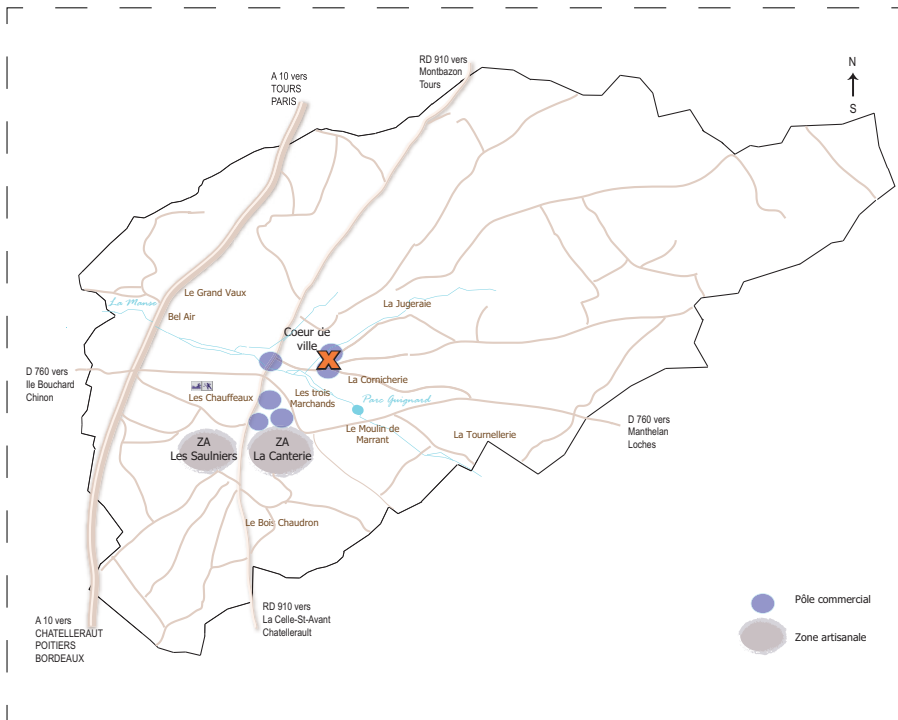 RD 910 vers
Montbazon
Tours
A 10 vers
TOURS
PARIS
N
S
La Manse
Le Grand Vaux
Bel Air
La Jugeraie
Coeur de
ville
X
D 760 vers
Ile Bouchard
Chinon
Les Chauffeaux
Les trois
Marchands
La Cornicherie
Parc Guignard
Le Moulin de
Marrant
La Tournellerie
D 760 vers
Manthelan
Loches
ZA
Les Saulniers
ZA
La Canterie
Le Bois Chaudron
RD 910 vers
La Celle-St-Avant
Chatellerault
A 10 vers
CHATELLERAUT
POITIERS
BORDEAUX
Pôle commercial
Zone artisanale